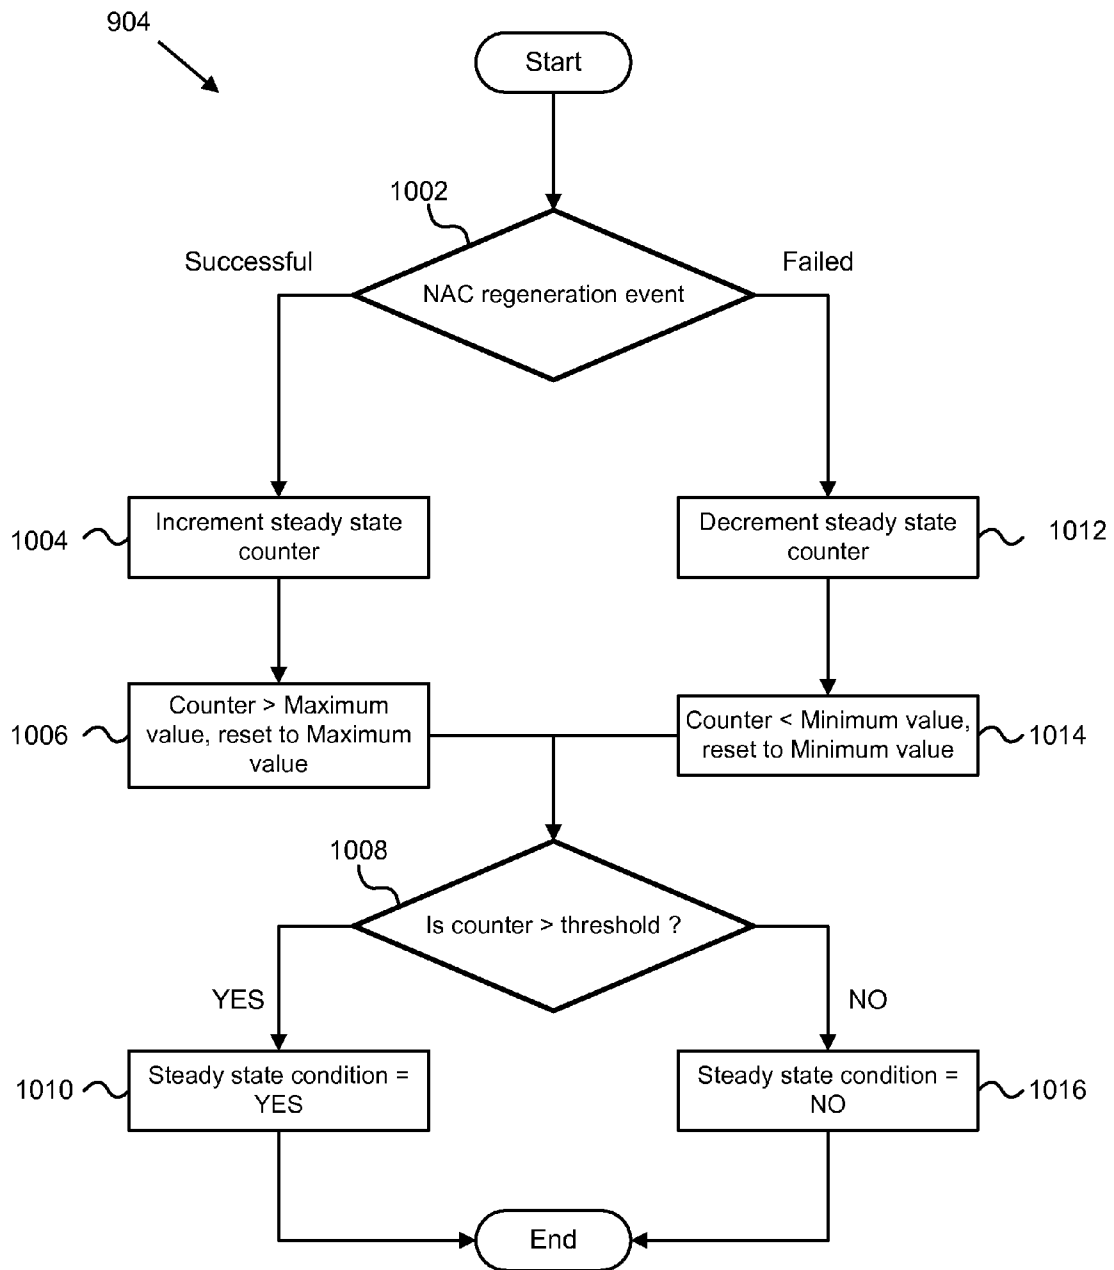 904
Start
1002
Successful
Failed
NAC regeneration event
1004
Increment steady state
counter
Decrement steady state
counter
1012
1006
Counter > Maximum
value, reset to Maximum
value
Counter < Minimum value,
reset to Minimum value
1014
1008
Is counter > threshold ?
YES
NO
1010
Steady state condition =
YES
Steady state condition =
NO
1016
End